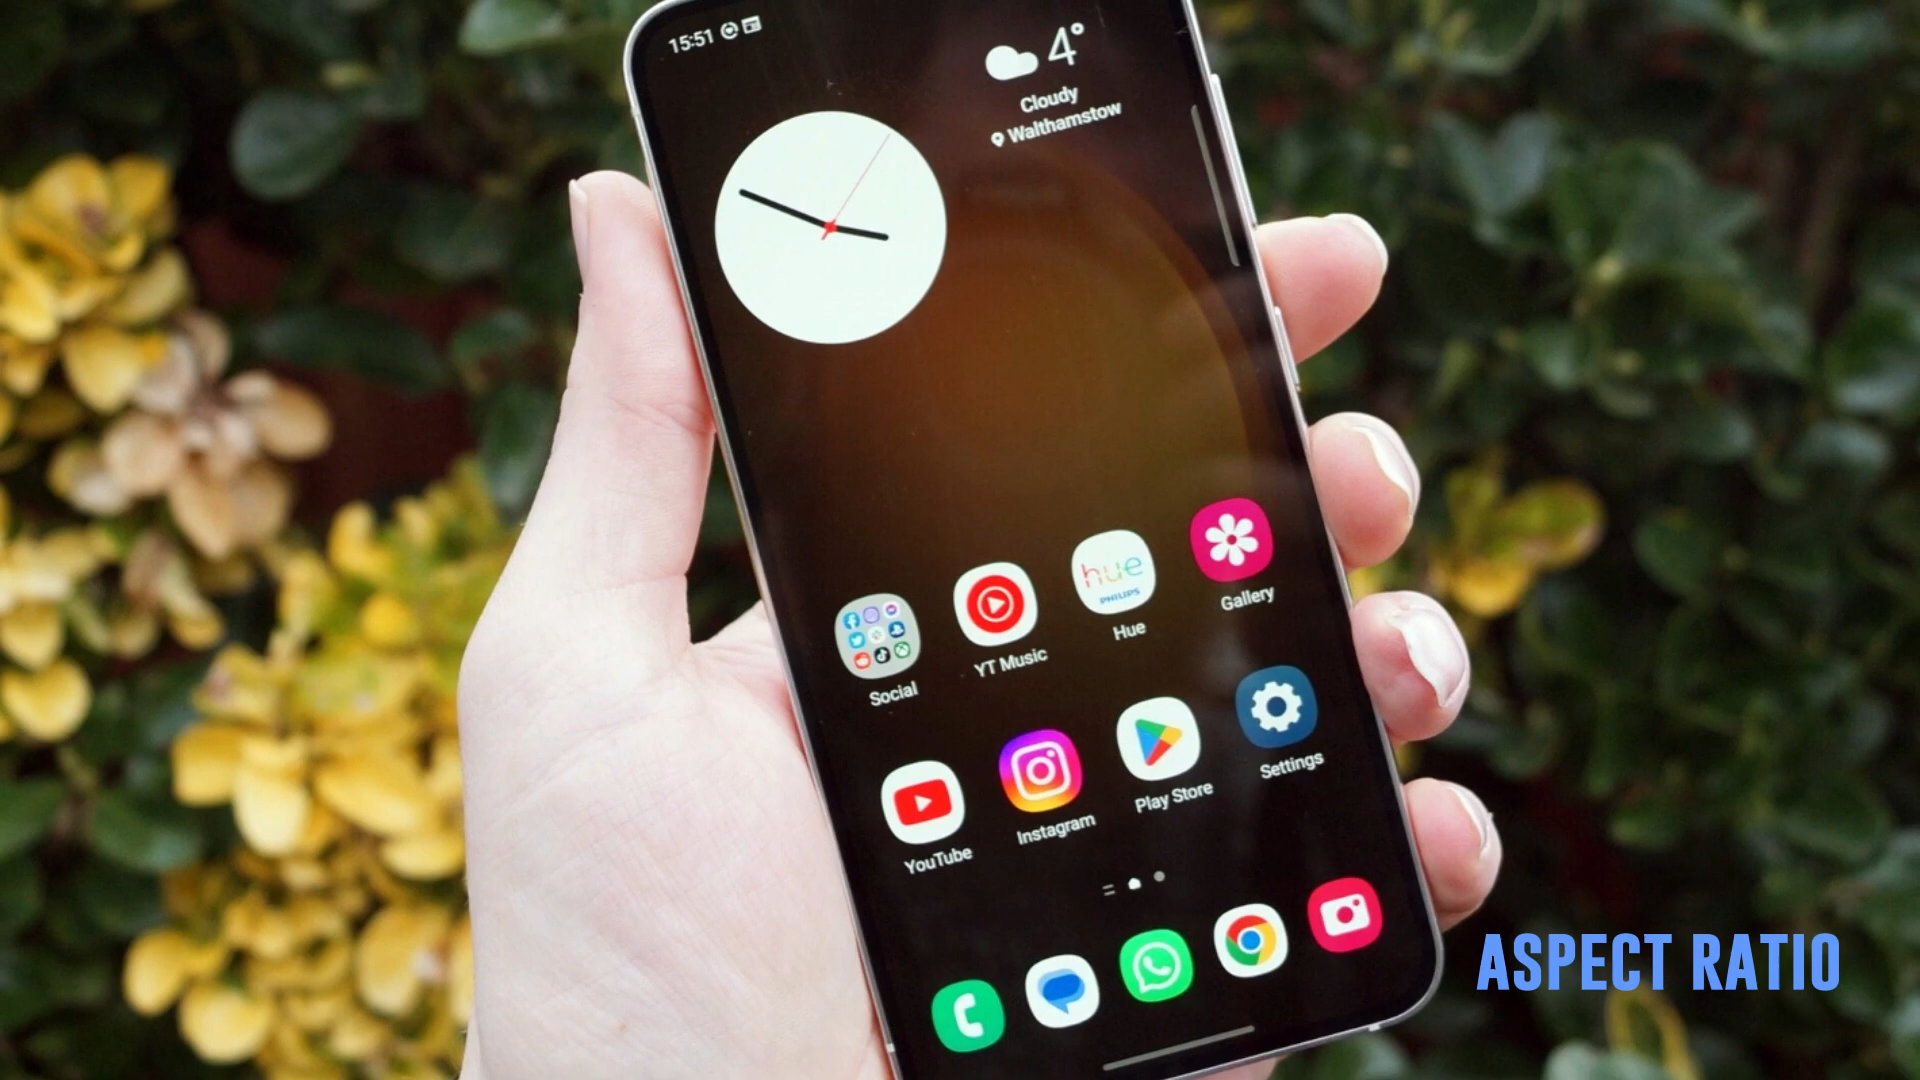 15:51
4°
Cloudy
Walthamstow
hue
PHILIPS
Social
YT Music
Hue
Gallery
YouTube
Instagram
Play Store
Settings
ASPECT RATIO